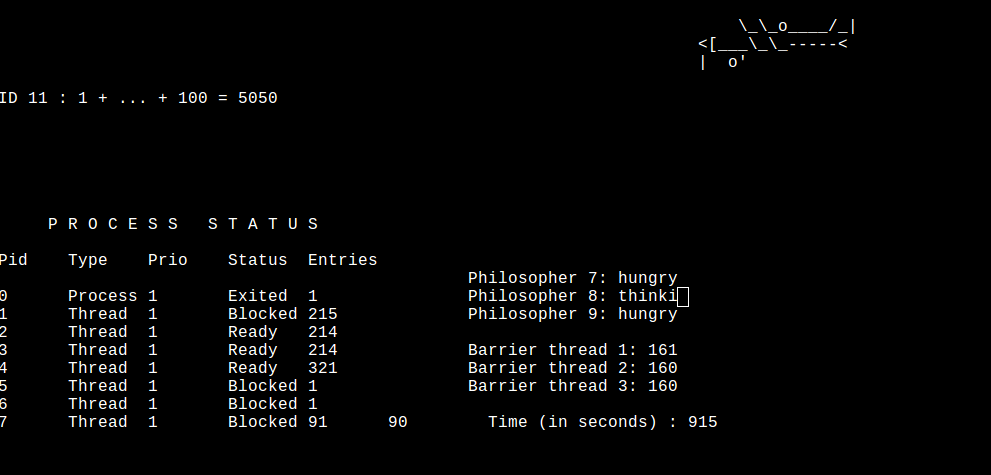 \_\_o____/_|
<[___\_\_-----<
|  o'
ID 11 : 1 + ... + 100 = 5050
P R O C E S S   S T A T U S
Pid    Type    Prio    Status  Entries
Philosopher 7: hungry
0      Process 1       Exited  1               Philosopher 8: thinki
1      Thread  1       Blocked 215             Philosopher 9: hungry
2      Thread  1       Ready   214
3      Thread  1       Ready   214             Barrier thread 1: 161
4      Thread  1       Ready   321             Barrier thread 2: 160
5      Thread  1       Blocked 1               Barrier thread 3: 160
6      Thread  1       Blocked 1
7      Thread  1       Blocked 91      90        Time (in seconds) : 915